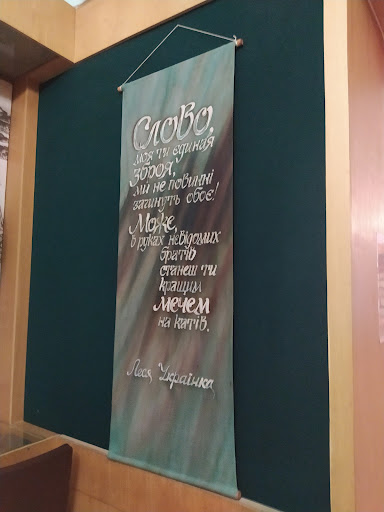 Слово,
моя ти єдиная
зброя,
ми не повинні
загинуть обоє!
Може,
в руках невідомих
братів
станеш ти
кращим
мечем
на катів.
Леся Українка